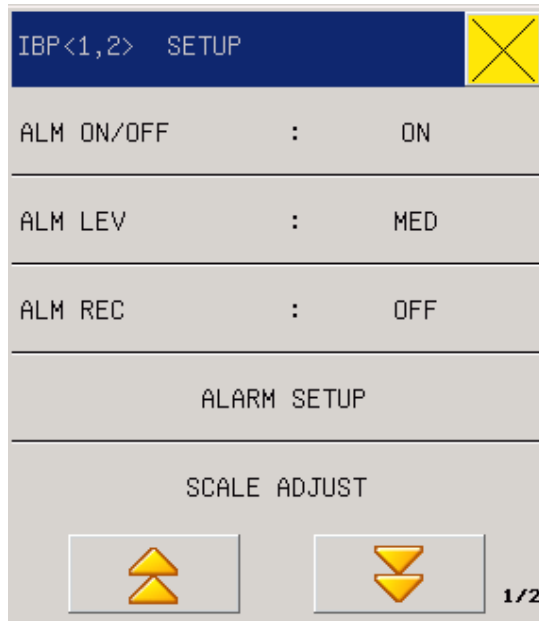 IBP<1,2> SETUP
ALM ON/OFF : ON
ALM LEV : MED
ALM REC : OFF
ALARM SETUP
SCALE ADJUST
1/2